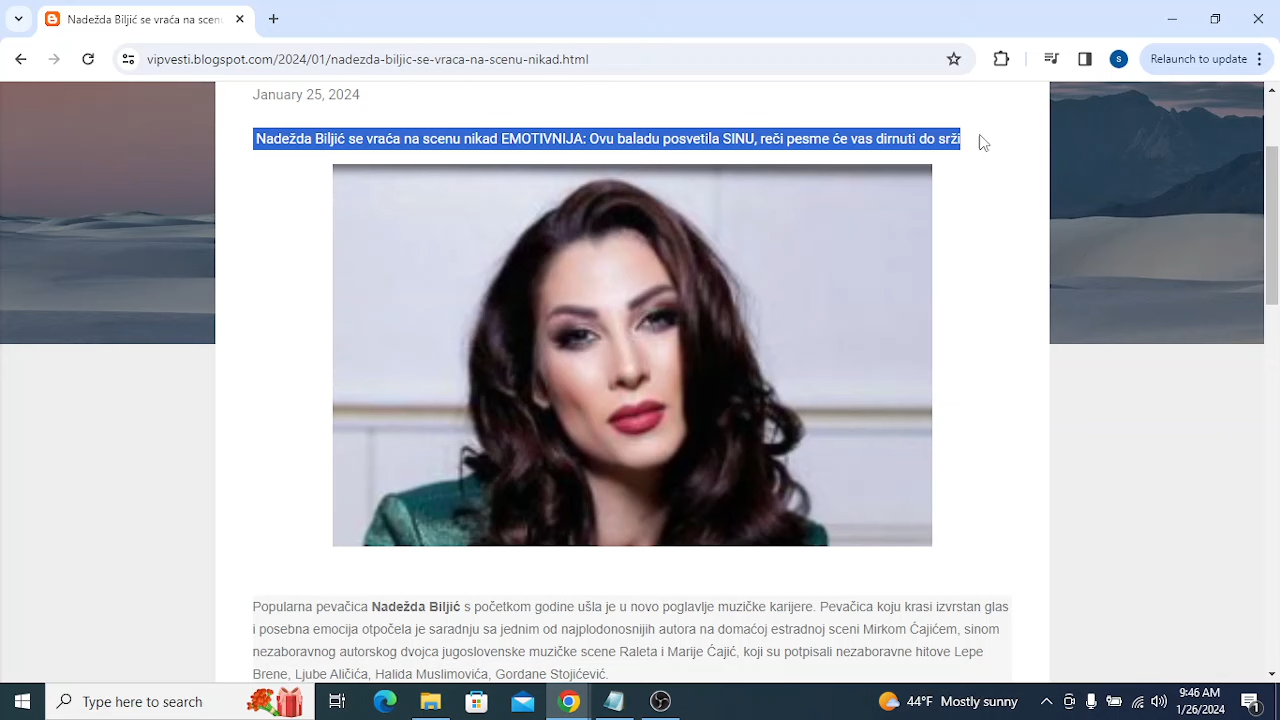 Nadežda Biljić se vraća na scenu
vipvesti.blogspot.com/2024/01/nadezda-biljic-se-vraca-na-scenu-nikad.html
S
Relaunch to update
January 25, 2024
Nadežda Biljić se vraća na scenu nikad EMOTIVNIJA: Ovu baladu posvetila SINU, reči pesme će vas dirnuti do srži
Popularna pevačica Nadežda Biljić s početkom godine ušla je u novo poglavlje muzičke karijere. Pevačica koju krasi izvrstan glas
i posebna emocija otpočela je saradnju sa jednim od najplodonosnijih autora na domaćoj estradnoj sceni Mirkom Ćajićem, sinom
nezaboravnog autorskog dvojca jugoslovenske muzičke scene Raleta i Marije Ćajić, koji su potpisali nezaboravne hitove Lepe
Brene, Ljube Aličića, Halida Muslimovića, Gordane Stojićević.
Type here to search
44°F Mostly sunny
9:46 AM
1/26/2024
1